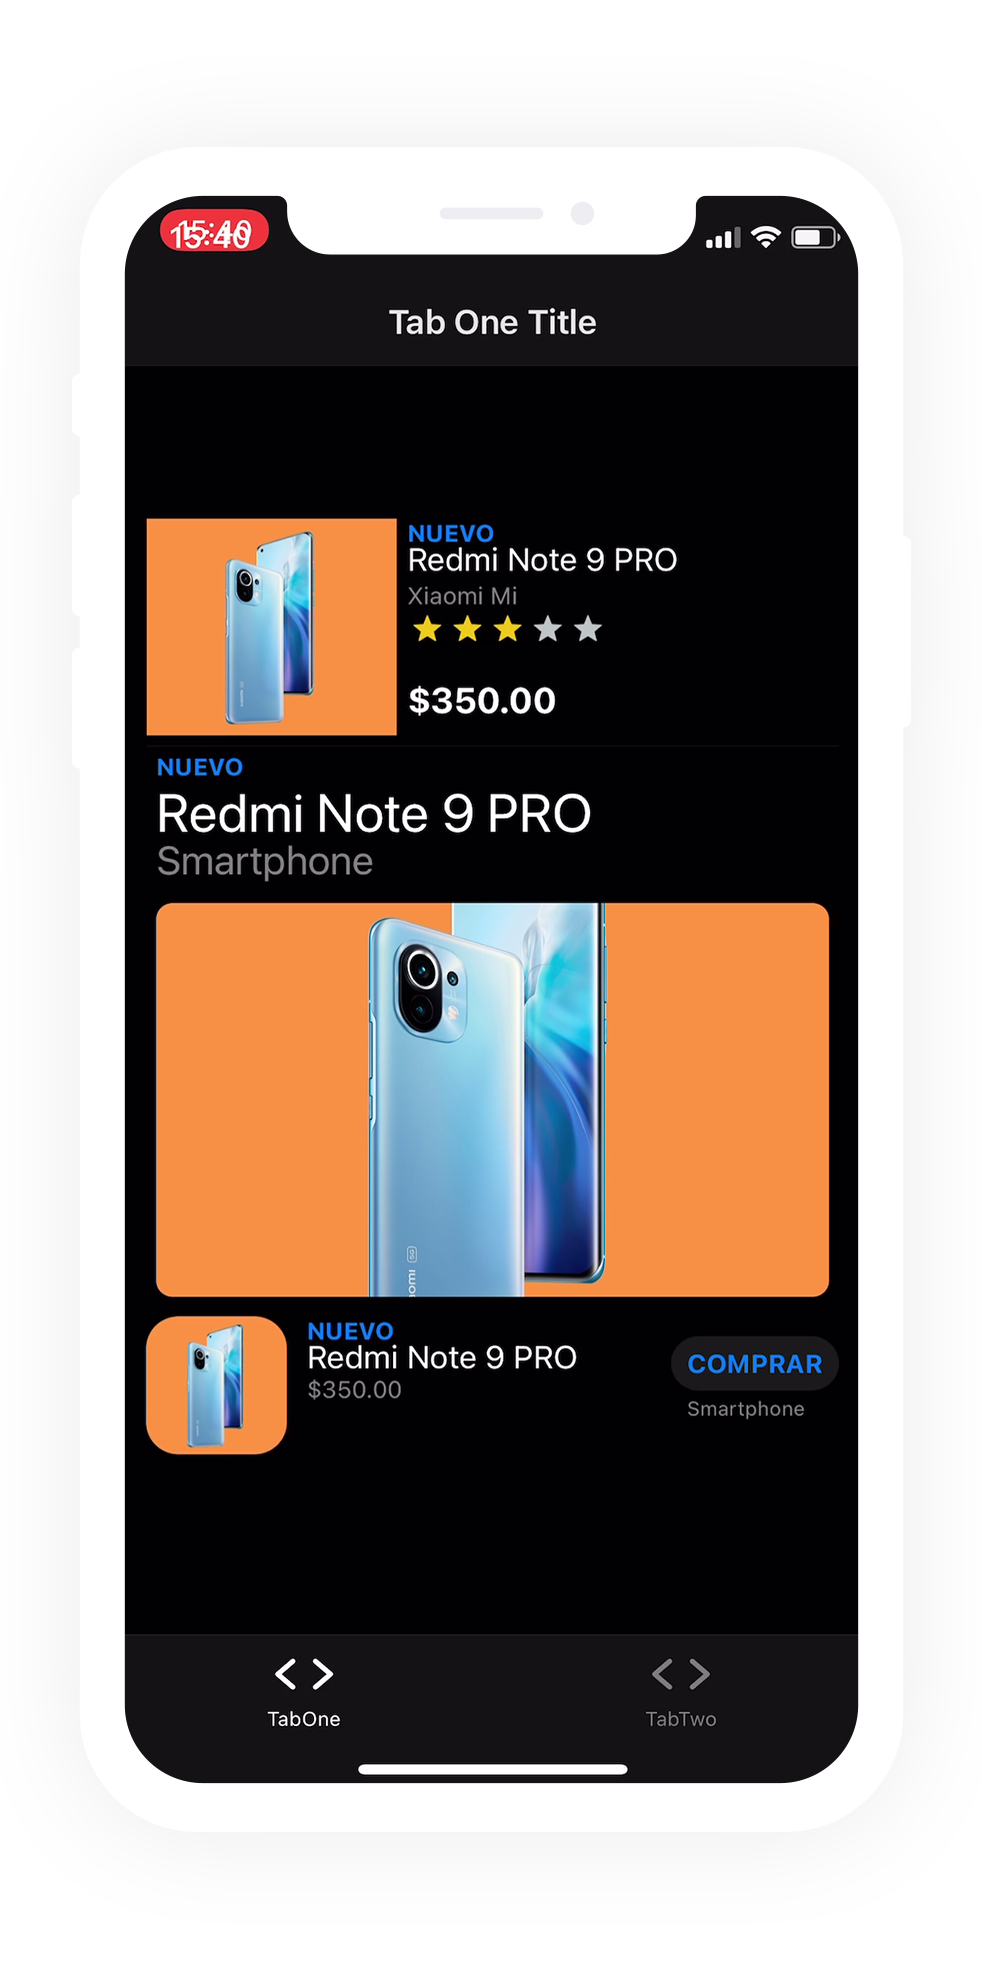 15:40
Tab One Title
NUEVO
Redmi Note 9 PRO
Xiaomi Mi
$350.00
NUEVO
Redmi Note 9 PRO
Smartphone
5G
NUEVO
Redmi Note 9 PRO
$350.00
COMPRAR
Smartphone
TabOne
TabTwo